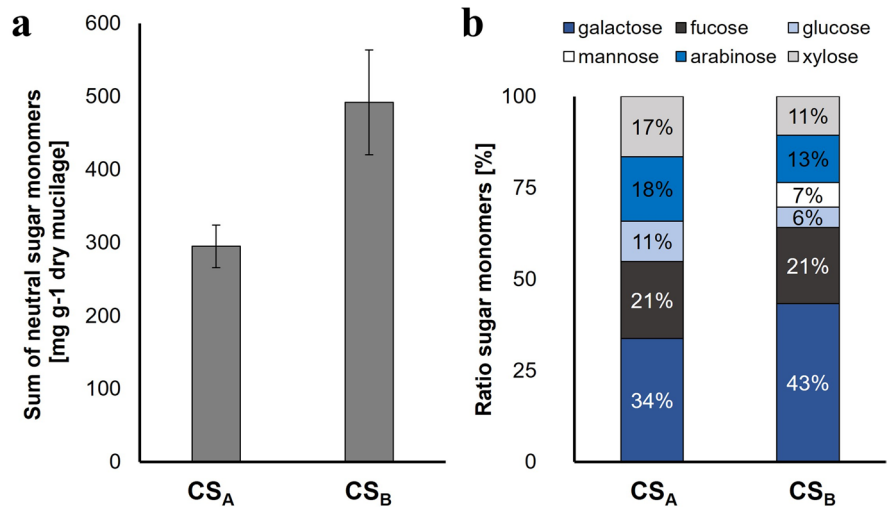 a
Sum of neutral sugar monomers
[mg g-1 dry mucilage]
600
500
400
300
200
100
0
CSA
CSB
b
galactose fucose glucose
mannose arabinose xylose
Ratio sugar monomers [%]
100
75
50
25
0
17%
18%
11%
21%
34%
11%
13%
7%
6%
21%
43%
CSA
CSB